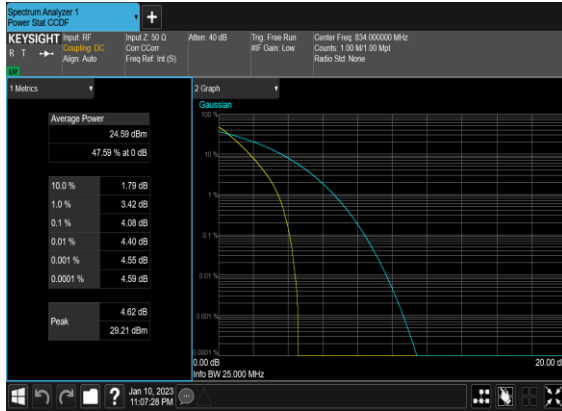 Spectrum Analyzer 1
Power Stat CCDF
KEYSIGHT
R T
LU
Input: RF
Coupling: DC
Align: Auto
Input Z: 50 Ω
Corr CCorr
Freq Ref: Int (S)
Atten: 40 dB
Trig: Free Run
#IF Gain: Low
Center Freq: 834.000000 MHz
Counts: 1.00 M/1.00 Mpt
Radio Std: None
1 Metrics
Average Power
24.59 dBm
47.59 % at 0 dB
10.0 % 1.79 dB
1.0 % 3.42 dB
0.1 % 4.08 dB
0.01 % 4.40 dB
0.001 % 4.55 dB
0.0001 % 4.59 dB
Peak
4.62 dB
29.21 dBm
2 Graph
Gaussian
100 %
10 %
1 %
0.1 %
0.01 %
0.001 %
0.0001 %
0.00 dB
20.00 d
Info BW 25.000 MHz
?
Jan 10, 2023
11:07:28 PM